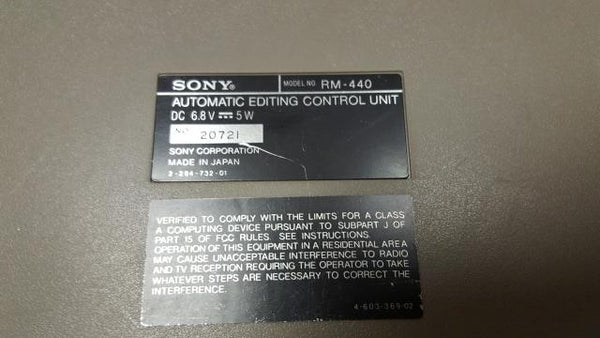 SONY® MODEL NO. RM-440
AUTOMATIC EDITING CONTROL UNIT
DC 6.8V ⎓ 5W
NO. 20721
SONY CORPORATION
MADE IN JAPAN
2-284-732-01
VERIFIED TO COMPLY WITH THE LIMITS FOR A CLASS
A COMPUTING DEVICE PURSUANT TO SUBPART J OF
PART 15 OF FCC RULES SEE INSTRUCTIONS.
OPERATION OF THIS EQUIPMENT IN A RESIDENTIAL AREA
MAY CAUSE UNACCEPTABLE INTERFERENCE TO RADIO
AND TV RECEPTION REQUIRING THE OPERATOR TO TAKE
WHATEVER STEPS ARE NECESSARY TO CORRECT THE
INTERFERENCE.
4-603-369-02